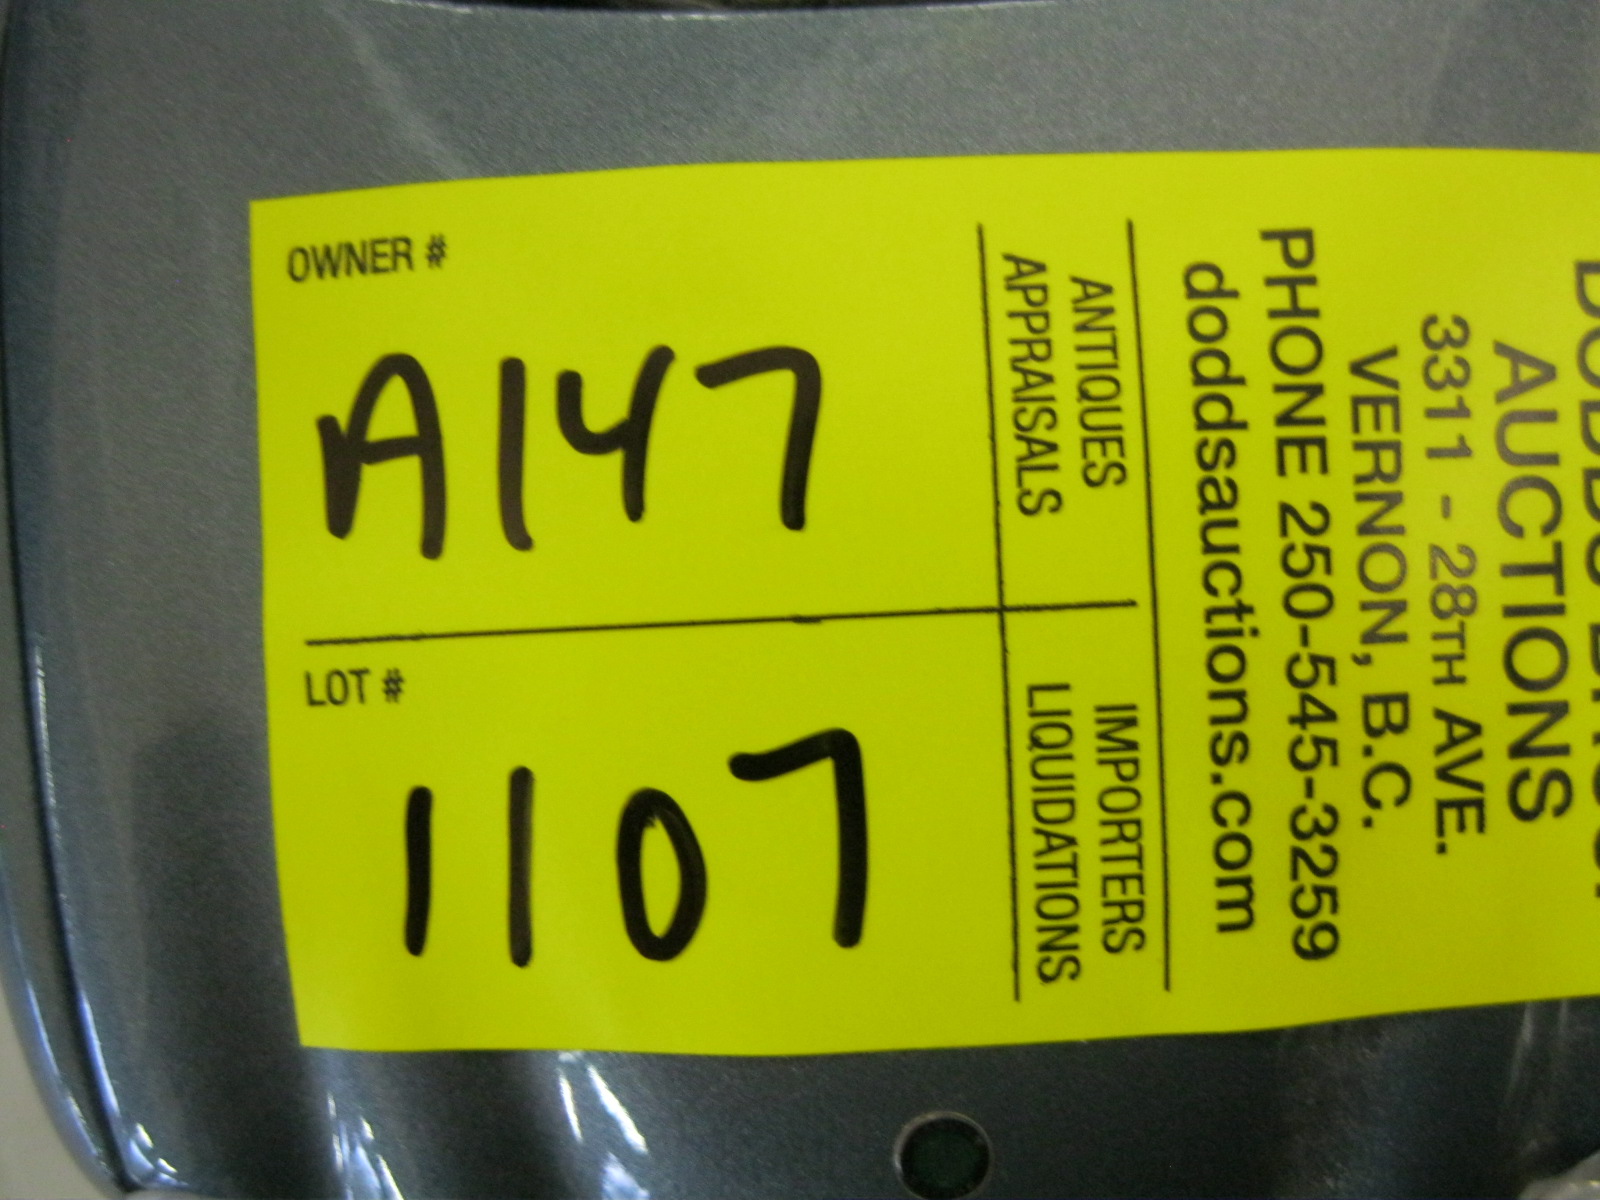 AUCTIONS
3311 - 28TH AVE.
VERNON, B.C.
PHONE 250-545-3259
doddsauctions.com
ANTIQUES
APPRAISALS
IMPORTERS
LIQUIDATIONS
OWNER #
A147
LOT #
1107